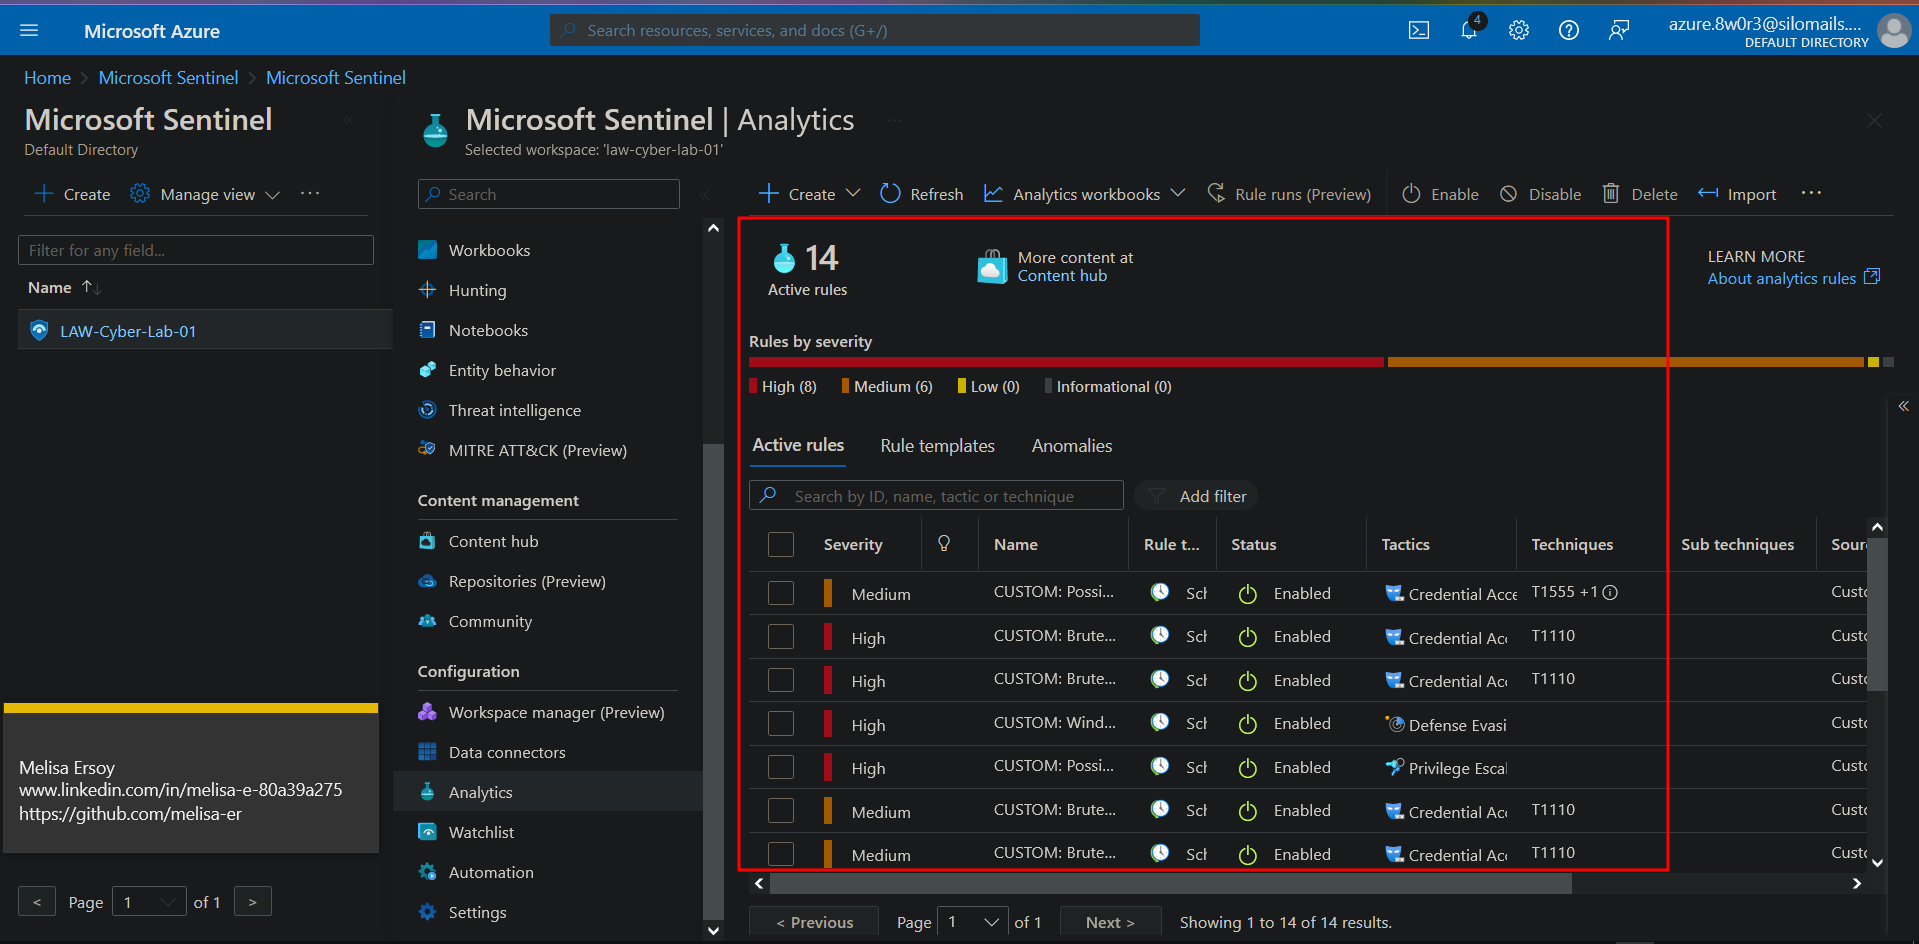 Microsoft Azure
Search resources, services, and docs (G+/)
4
azure.8w0r3@silomails....
DEFAULT DIRECTORY
Home > Microsoft Sentinel > Microsoft Sentinel
Microsoft Sentinel
Default Directory
+ Create Manage view ···
Filter for any field...
Name ↑↓
LAW-Cyber-Lab-01
Melisa Ersoy
www.linkedin.com/in/melisa-e-80a39a275
https://github.com/melisa-er
< Page 1 of 1 >
Microsoft Sentinel | Analytics ···
Selected workspace: 'law-cyber-lab-01'
Search
Workbooks
Hunting
Notebooks
Entity behavior
Threat intelligence
MITRE ATT&CK (Preview)
Content management
Content hub
Repositories (Preview)
Community
Configuration
Workspace manager (Preview)
Data connectors
Analytics
Watchlist
Automation
Settings
+ Create Refresh Analytics workbooks Rule runs (Preview) Enable Disable Delete Import ···
14
Active rules
More content at
Content hub
LEARN MORE
About analytics rules
Rules by severity
High (8) Medium (6) Low (0) Informational (0)
Active rules Rule templates Anomalies
Search by ID, name, tactic or technique Add filter
Severity Name Rule t... Status Tactics Techniques Sub techniques Sour
Medium CUSTOM: Possi... Sch Enabled Credential Acce T1555 +1 Custo
High CUSTOM: Brute... Sch Enabled Credential Acc T1110 Custo
High CUSTOM: Brute... Sch Enabled Credential Acc T1110 Custo
High CUSTOM: Wind... Sch Enabled Defense Evasi Custo
High CUSTOM: Possi... Sch Enabled Privilege Escal Custo
Medium CUSTOM: Brute... Sch Enabled Credential Acc T1110 Custo
Medium CUSTOM: Brute... Sch Enabled Credential Acc T1110 Custo
< Previous Page 1 of 1 Next > Showing 1 to 14 of 14 results.